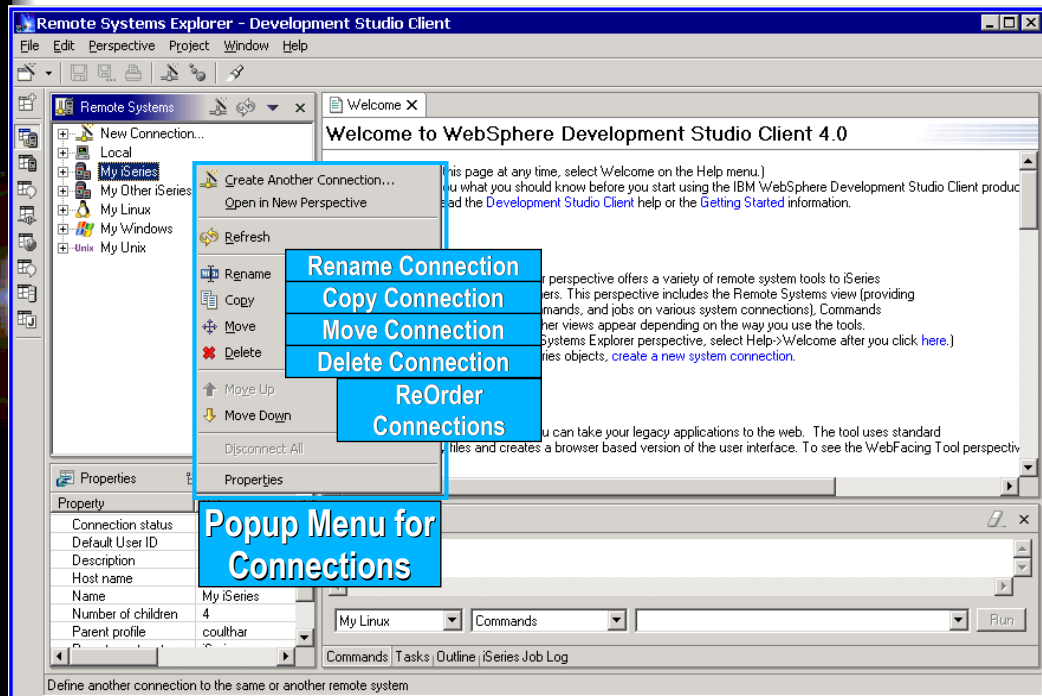 Remote Systems Explorer - Development Studio Client
File Edit Perspective Project Window Help
Remote Systems
New Connection...
Local
My iSeries
My Other iSeries
My Linux
My Windows
Unix My Unix
Create Another Connection...
Open in New Perspective
Refresh
Rename
Copy
Move
Delete
Move Up
Move Down
Disconnect All
Properties
Rename Connection
Copy Connection
Move Connection
Delete Connection
ReOrder
Connections
Popup Menu for
Connections
Welcome
Welcome to WebSphere Development Studio Client 4.0
this page at any time, select Welcome on the Help menu.)
u what you should know before you start using the IBM WebSphere Development Studio Client produc
ad the Development Studio Client help or the Getting Started information.
r perspective offers a variety of remote system tools to iSeries
ers. This perspective includes the Remote Systems view (providing
mands, and jobs on various system connections), Commands
her views appear depending on the way you use the tools.
Systems Explorer perspective, select Help->Welcome after you click here.)
ries objects, create a new system connection.
u can take your legacy applications to the web. The tool uses standard
files and creates a browser based version of the user interface. To see the WebFacing Tool perspectiv
Properties
Property
Connection status
Default User ID
Description
Host name
Name My iSeries
Number of children 4
Parent profile coulthar
My Linux Commands Run
Commands Tasks Outline iSeries Job Log
Define another connection to the same or another remote system